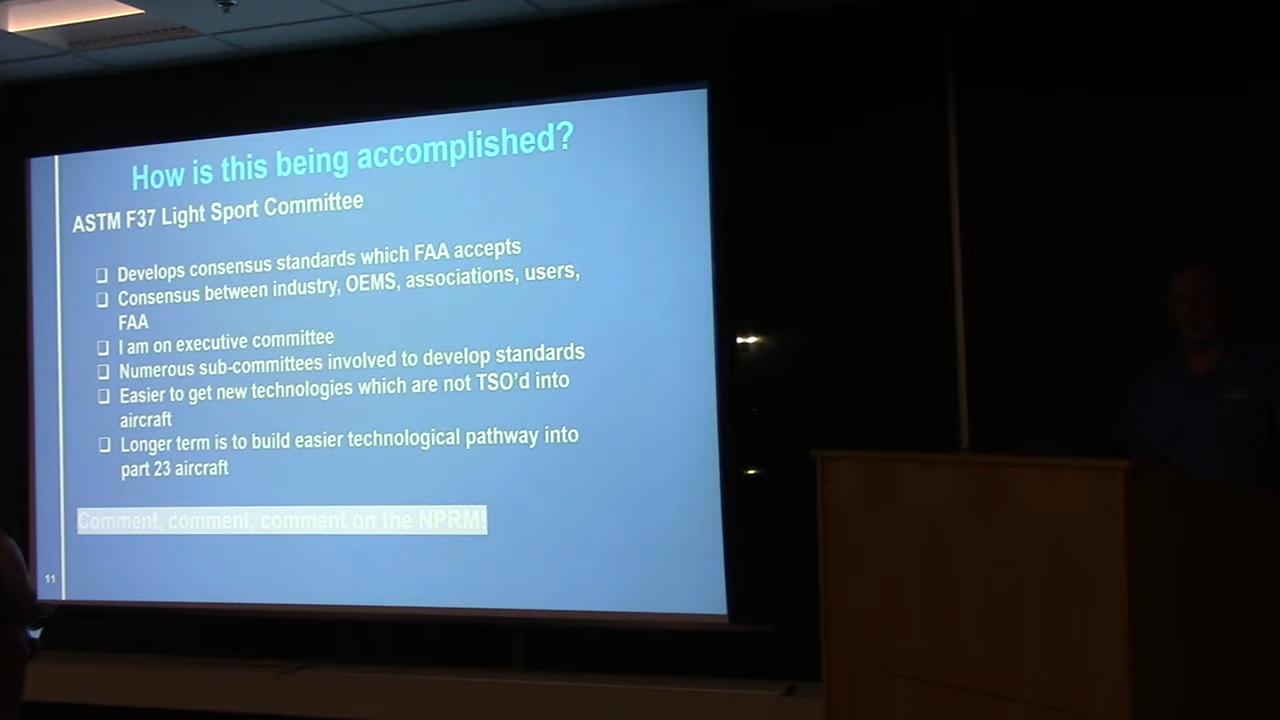 How is this being accomplished?
ASTM F37 Light Sport Committee
❑ Develops consensus standards which FAA accepts
❑ Consensus between industry, OEMS, associations, users,
FAA
❑ I am on executive committee
❑ Numerous sub-committees involved to develop standards
❑ Easier to get new technologies which are not TSO’d into
aircraft
❑ Longer term is to build easier technological pathway into
part 23 aircraft
Comment, comment, comment on the NPRM!
11